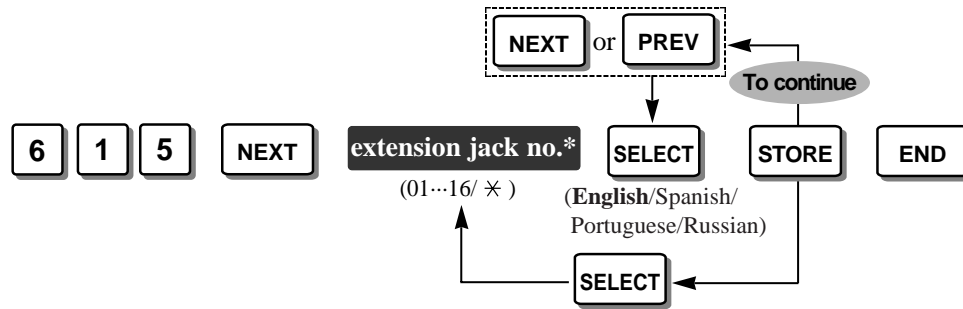 NEXT or PREV
To continue
6 1 5 NEXT extension jack no.* SELECT STORE END
(01···16/ ✳ )
(English/Spanish/
Portuguese/Russian)
SELECT